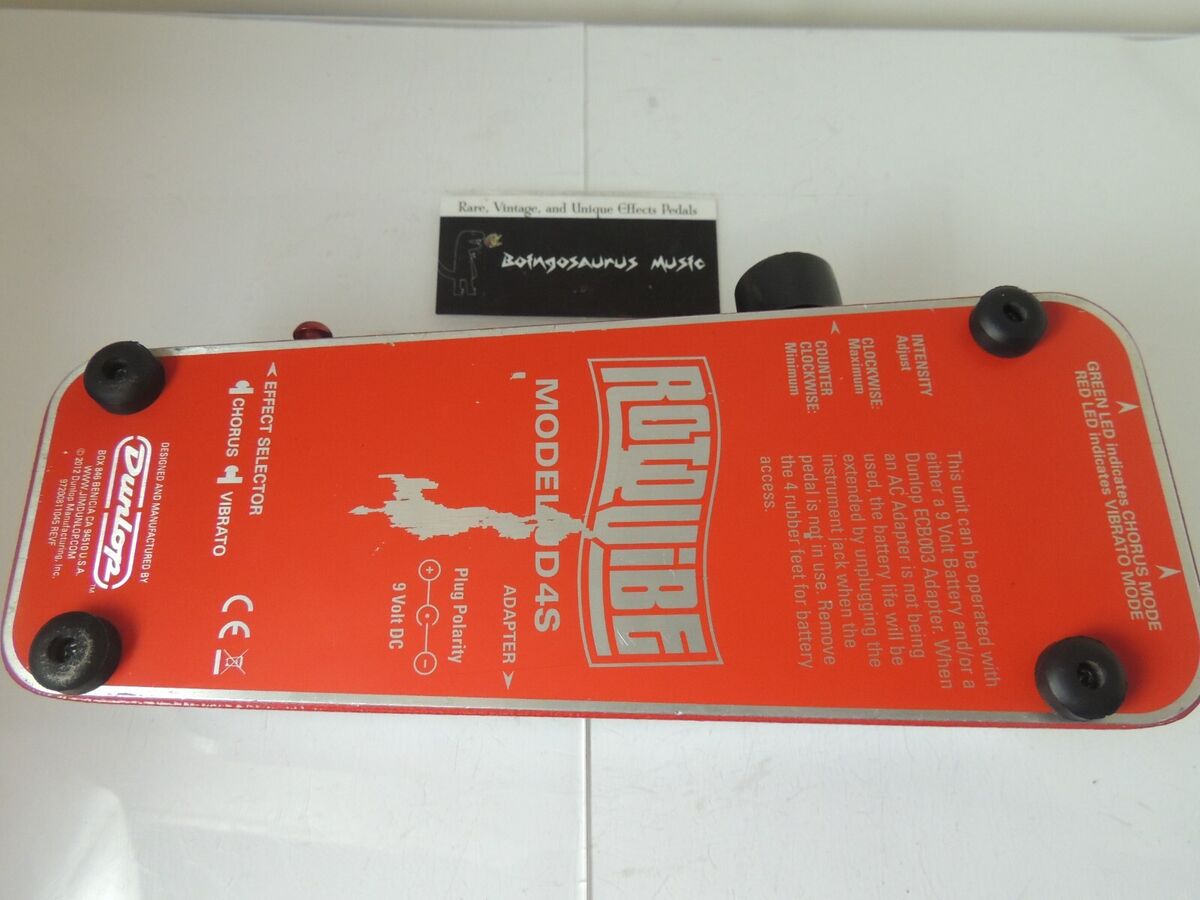 Rare, Vintage, and Unique Effects Pedals
Boingosaurus Music
GREEN LED indicates CHORUS MODE
RED LED indicates VIBRATO MODE
INTENSITY
Adjust
CLOCKWISE:
Maximum
COUNTER
CLOCKWISE:
Minimum
This unit can be operated with
either a 9 Volt Battery and/or a
Dunlop ECB003 Adapter. When
an AC Adapter is not being
used, the battery life will be
extended by unplugging the
instrument jack when the
pedal is not in use. Remove
the 4 rubber feet for battery
access.
ROTOVIBE
MODEL JD4S
ADAPTER
Plug Polarity
+ −
9 Volt DC
EFFECT SELECTOR
CHORUS VIBRATO
CE
DESIGNED AND MANUFACTURED BY
Dunlop™
BOX 846 BENICIA CA 94510 U.S.A.
WWW.JIMDUNLOP.COM
© 2012 Dunlop Manufacturing, Inc.
97200811045 REVF